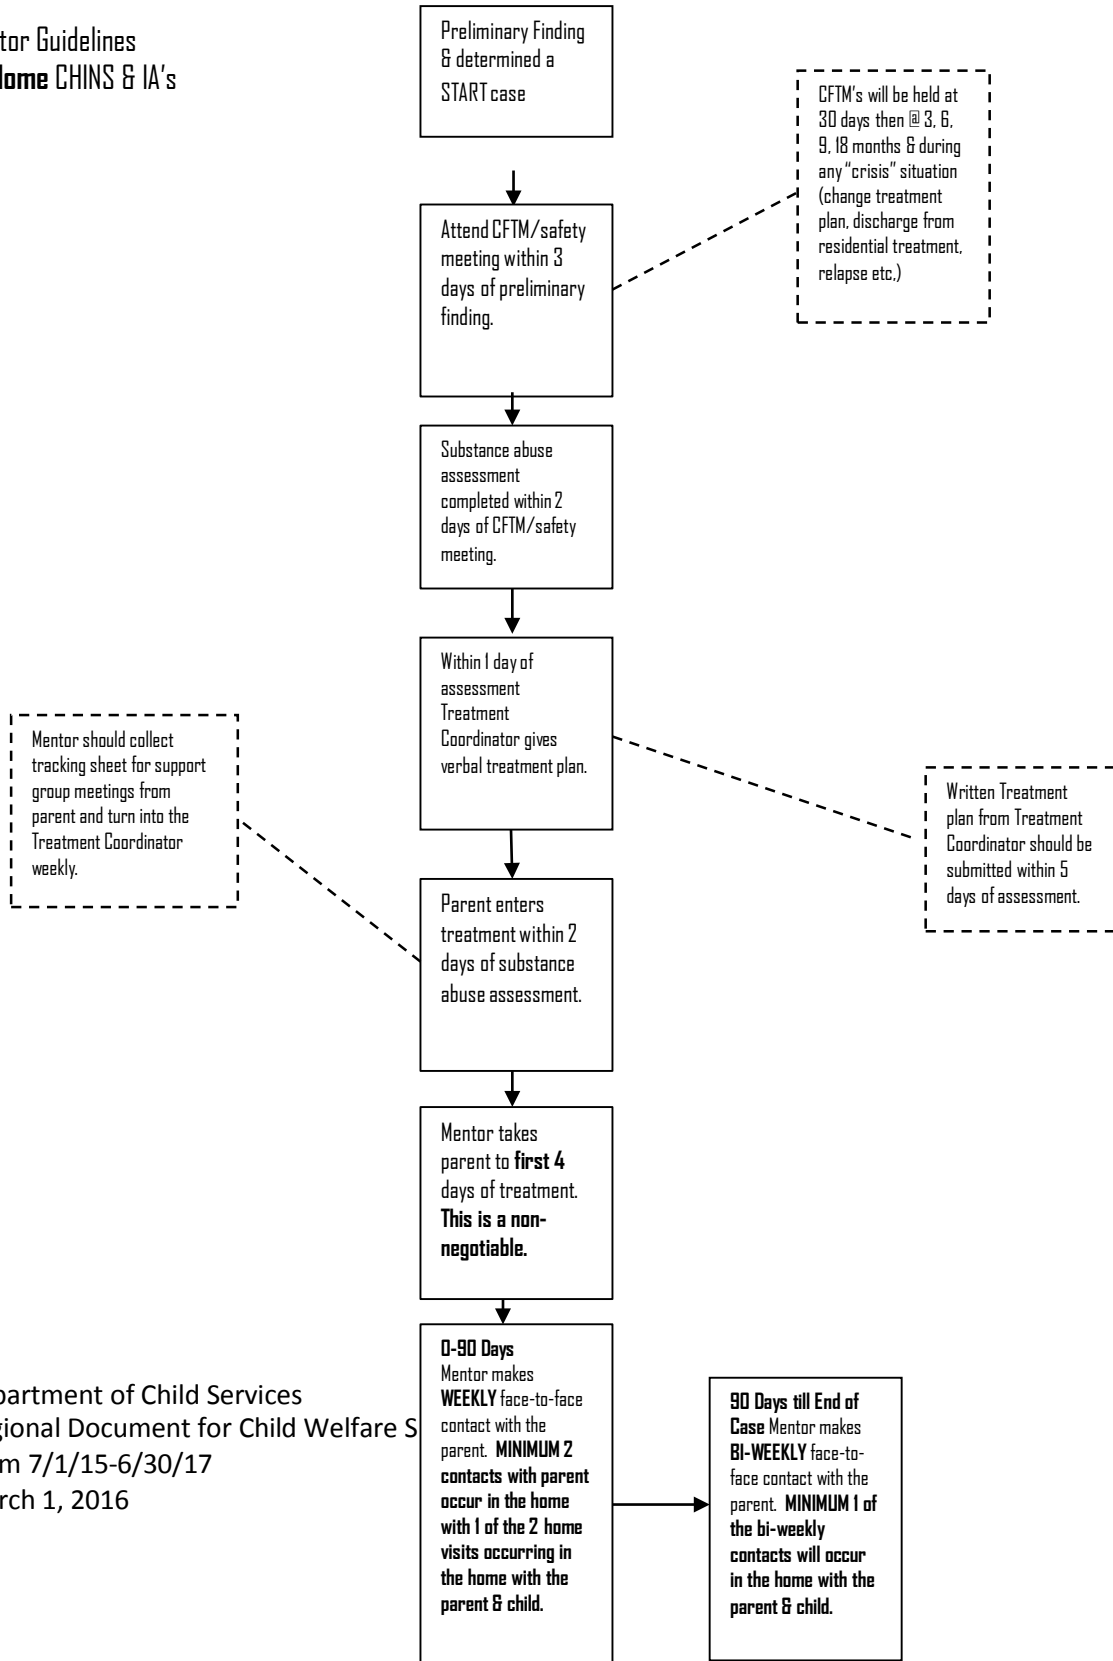 tor Guidelines
Home CHINS & IA's
Preliminary Finding
& determined a
START case
CFTM's will be held at
30 days then @ 3, 6,
9, 18 months & during
any "crisis" situation
(change treatment
plan, discharge from
residential treatment,
relapse etc,)
Attend CFTM/safety
meeting within 3
days of preliminary
finding.
Substance abuse
assessment
completed within 2
days of CFTM/safety
meeting.
Within 1 day of
assessment
Treatment
Coordinator gives
verbal treatment plan.
Mentor should collect
tracking sheet for support
group meetings from
parent and turn into the
Treatment Coordinator
weekly.
Written Treatment
plan from Treatment
Coordinator should be
submitted within 5
days of assessment.
Parent enters
treatment within 2
days of substance
abuse assessment.
Mentor takes
parent to first 4
days of treatment.
This is a non-
negotiable.
0-90 Days
Mentor makes
WEEKLY face-to-face
contact with the
parent. MINIMUM 2
contacts with parent
occur in the home
with 1 of the 2 home
visits occurring in
the home with the
parent & child.
90 Days till End of
Case Mentor makes
BI-WEEKLY face-to-
face contact with the
parent. MINIMUM 1 of
the bi-weekly
contacts will occur
in the home with the
parent & child.
partment of Child Services
gional Document for Child Welfare S
m 7/1/15-6/30/17
rch 1, 2016